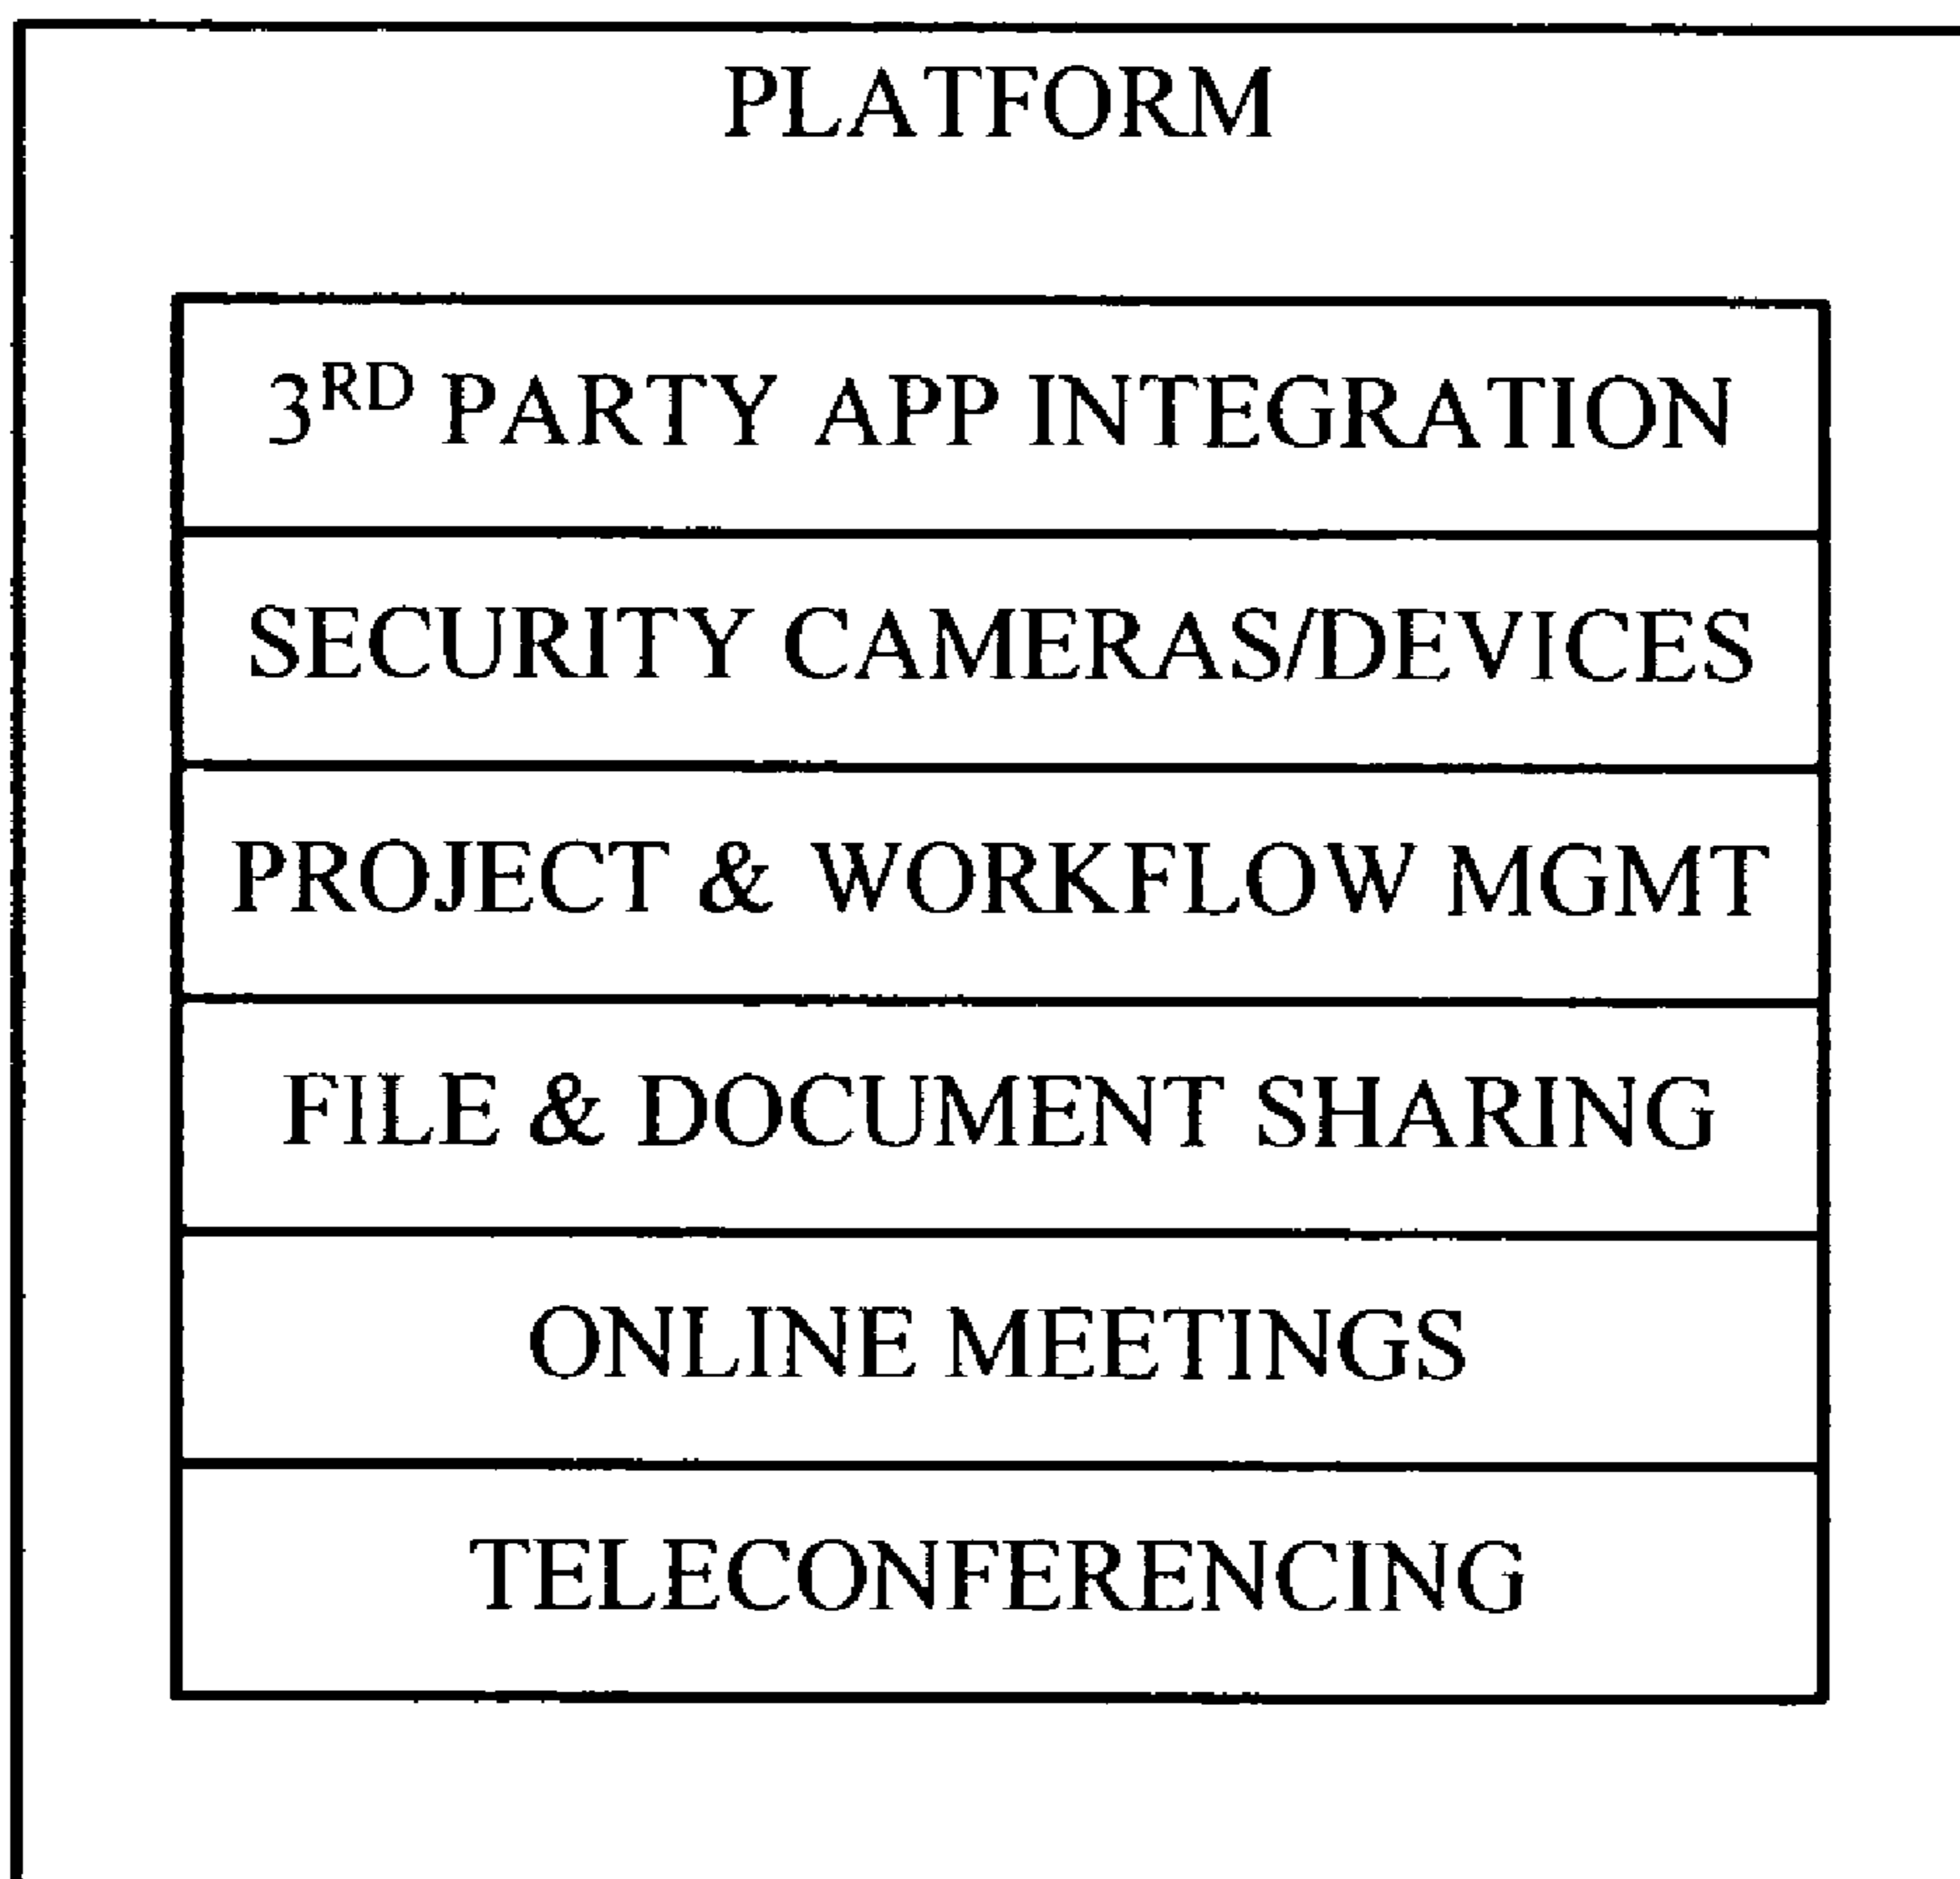 PLATFORM
3RD PARTY APP INTEGRATION
SECURITY CAMERAS/DEVICES
PROJECT & WORKFLOW MGMT
FILE & DOCUMENT SHARING
ONLINE MEETINGS
TELECONFERENCING